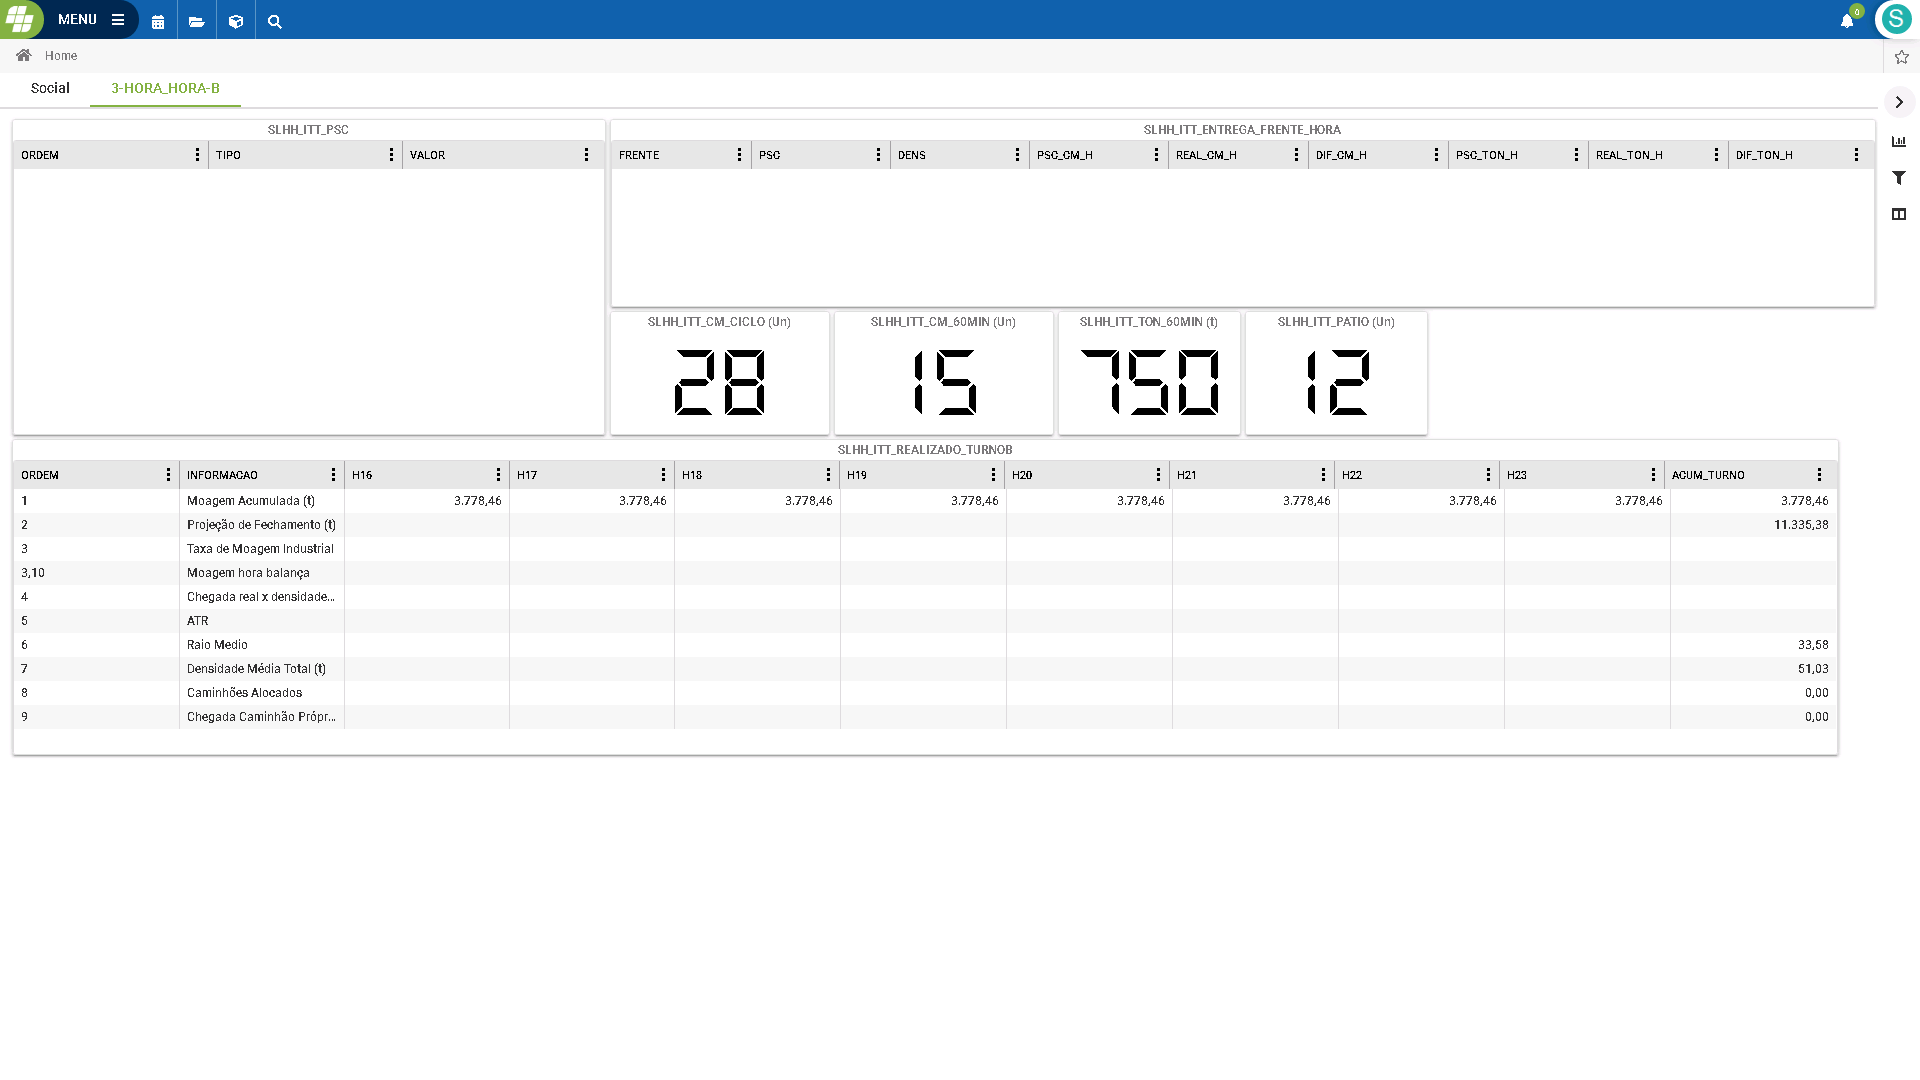 MENU
0
S
Home
Social 3-HORA_HORA-B
SLHH_ITT_PSC
ORDEM TIPO VALOR
SLHH_ITT_ENTREGA_FRENTE_HORA
FRENTE PSC DENS PSC_CM_H REAL_CM_H DIF_CM_H PSC_TON_H REAL_TON_H DIF_TON_H
SLHH_ITT_CM_CICLO (Un)
28
SLHH_ITT_CM_60MIN (Un)
15
SLHH_ITT_TON_60MIN (t)
750
SLHH_ITT_PATIO (Un)
12
SLHH_ITT_REALIZADO_TURNOB
ORDEM INFORMACAO H16 H17 H18 H19 H20 H21 H22 H23 ACUM_TURNO
1 Moagem Acumulada (t) 3.778,46 3.778,46 3.778,46 3.778,46 3.778,46 3.778,46 3.778,46 3.778,46 3.778,46
2 Projeção de Fechamento (t) 11.335,38
3 Taxa de Moagem Industrial
3,10 Moagem hora balança
4 Chegada real x densidade...
5 ATR
6 Raio Medio 33,58
7 Densidade Média Total (t) 51,03
8 Caminhões Alocados 0,00
9 Chegada Caminhão Própr... 0,00